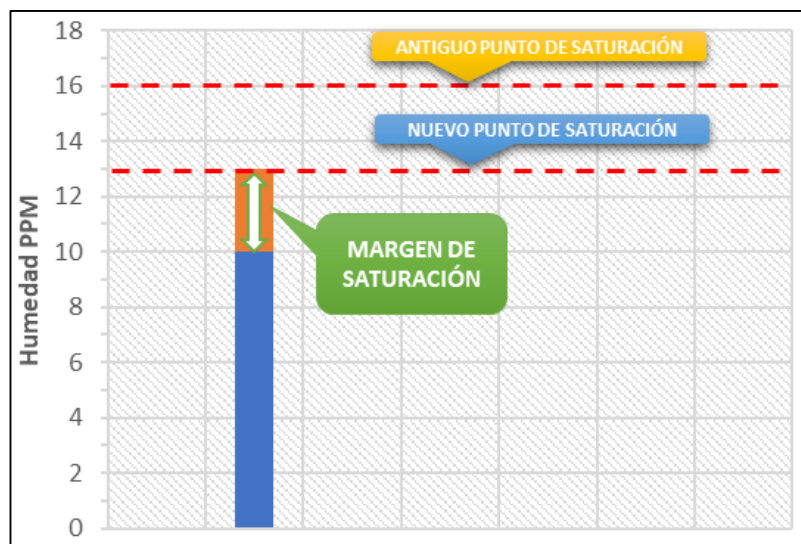 18
ANTIGUO PUNTO DE SATURACIÓN
16
14
NUEVO PUNTO DE SATURACIÓN
12
MARGEN DE
SATURACIÓN
10
8
6
4
2
0
Humedad PPM